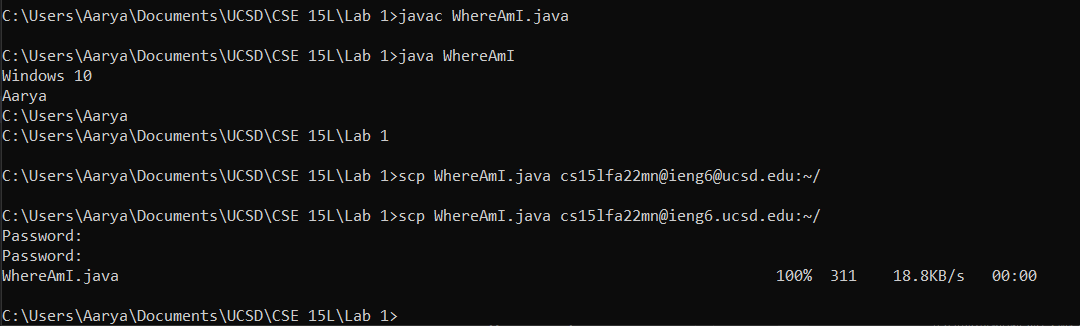 C:\Users\Aarya\Documents\UCSD\CSE 15L\Lab 1>javac WhereAmI.java
C:\Users\Aarya\Documents\UCSD\CSE 15L\Lab 1>java WhereAmI
Windows 10
Aarya
C:\Users\Aarya
C:\Users\Aarya\Documents\UCSD\CSE 15L\Lab 1
C:\Users\Aarya\Documents\UCSD\CSE 15L\Lab 1>scp WhereAmI.java cs15lfa22mn@ieng6@ucsd.edu:~/
C:\Users\Aarya\Documents\UCSD\CSE 15L\Lab 1>scp WhereAmI.java cs15lfa22mn@ieng6.ucsd.edu:~/
Password:
Password:
WhereAmI.java 100% 311 18.8KB/s 00:00
C:\Users\Aarya\Documents\UCSD\CSE 15L\Lab 1>